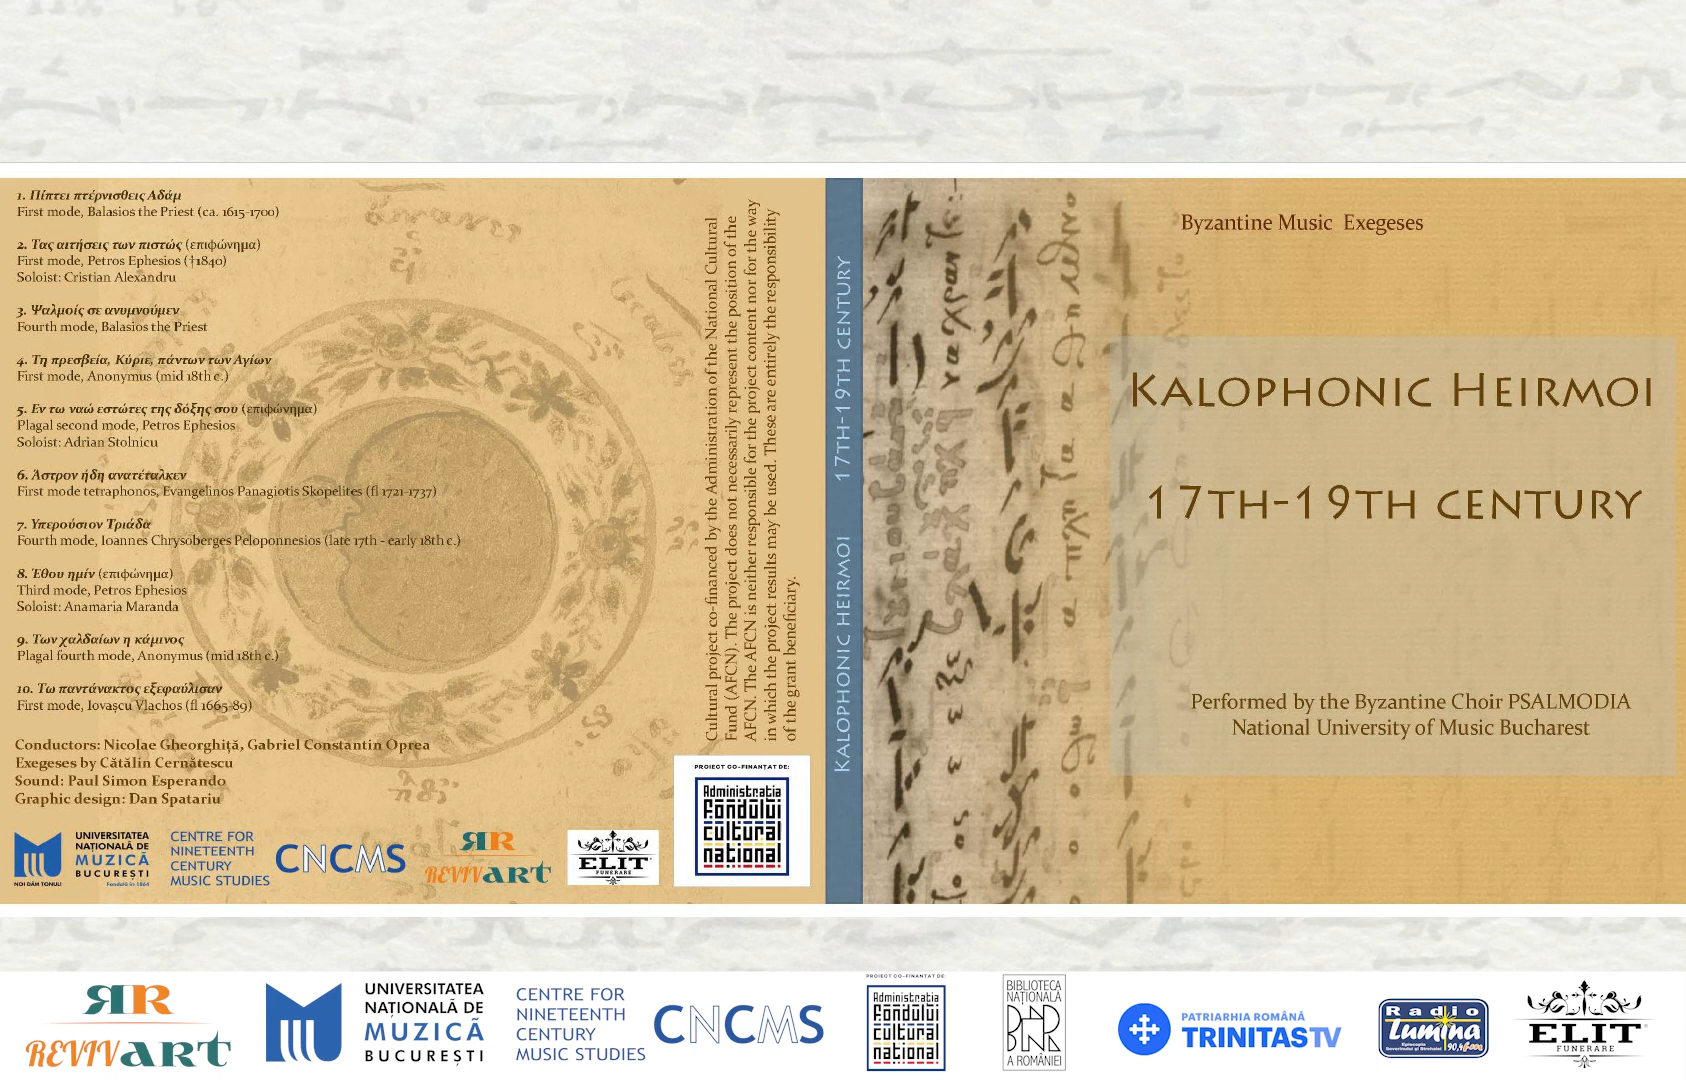 1. Πίπτει πτέρνισθεις Αδάμ
First mode, Balasios the Priest (ca. 1615-1700)
2. Τας αιτήσεις των πιστώς (επιφώνημα)
First mode, Petros Ephesios (†1840)
Soloist: Cristian Alexandru
3. Ψαλμοίς σε ανυμνούμεν
Fourth mode, Balasios the Priest
4. Τη πρεσβεία, Κύριε, πάντων των Αγίων
First mode, Anonymus (mid 18th c.)
5. Εν τω ναώ εστώτες της δόξης σου (επιφώνημα)
Plagal second mode, Petros Ephesios
Soloist: Adrian Stolnicu
6. Άστρον ήδη ανατέταλκεν
First mode tetraphonos, Evangelinos Panagiotis Skopelites (fl 1721-1737)
7. Υπερούσιον Τριάδα
Fourth mode, Ioannes Chrysoberges Peloponnesios (late 17th - early 18th c.)
8. Έθου ημίν (επιφώνημα)
Third mode, Petros Ephesios
Soloist: Anamaria Maranda
9. Των χαλδαίων η κάμινος
Plagal fourth mode, Anonymus (mid 18th c.)
10. Τω παντάνακτος εξεφαύλισαν
First mode, Iovașcu Vlachos (fl 1665-89)
Conductors: Nicolae Gheorghiță, Gabriel Constantin Oprea
Exegeses by Cătălin Cernătescu
Sound: Paul Simon Esperando
Graphic design: Dan Spatariu
UNIVERSITATEA
NAȚIONALĂ DE
MUZICĂ
BUCUREȘTI
NOI DĂM TONUL!
Fondată în 1864
CENTRE FOR
NINETEENTH
CENTURY
MUSIC STUDIES
CNCMS
RR
REVIVART
ELIT
FUNERARE
Cultural project co-financed by the Administration of the National Cultural
Fund (AFCN). The project does not necessarily represent the position of the
AFCN. The AFCN is neither responsible for the project content nor for the way
in which the project results may be used. These are entirely the responsibility
of the grant beneficiary.
PROIECT CO-FINANȚAT DE:
Administrația
fondului
cultural
național
KALOPHONIC HEIRMOI 17TH-19TH CENTURY
Byzantine Music Exegeses
KALOPHONIC HEIRMOI
17TH-19TH CENTURY
Performed by the Byzantine Choir PSALMODIA
National University of Music Bucharest
RR
REVIVART
UNIVERSITATEA
NAȚIONALĂ DE
MUZICĂ
BUCUREȘTI
CENTRE FOR
NINETEENTH
CENTURY
MUSIC STUDIES
CNCMS
PROIECT CO-FINANȚAT DE:
Administrația
fondului
cultural
național
BIBLIOTECA
NAȚIONALĂ
BNR
A ROMÂNIEI
PATRIARHIA ROMÂNĂ
TRINITAS TV
Radio
Lumina
ELIT
FUNERARE